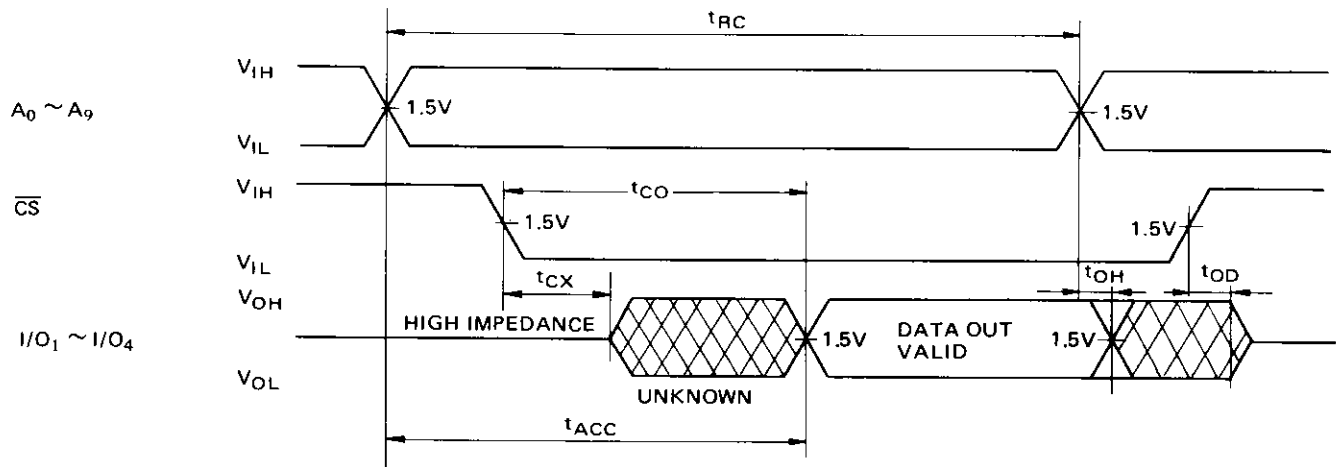 tRC
VIH
A0 ~ A9
1.5V
1.5V
VIL
VIH
tCO
CS
1.5V
1.5V
VIL
tCX
tOH
tOD
VOH
HIGH IMPEDANCE
I/O1 ~ I/O4
1.5V
DATA OUT
VALID
1.5V
VOL
UNKNOWN
tACC